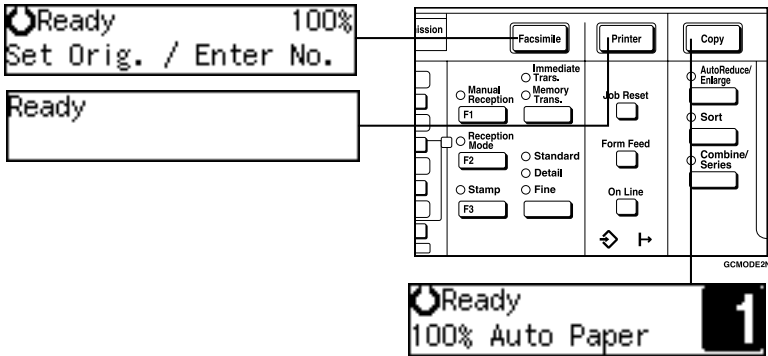 Ready 100%
Set Orig. / Enter No.
Ready
Facsimile
Printer
Copy
Immediate
Trans.
Manual
Reception
Memory
Trans.
F1
Reception
Mode
F2
Standard
Detail
Stamp
Fine
F3
Job Reset
Form Feed
On Line
AutoReduce/
Enlarge
Sort
Combine/
Series
Ready
100% Auto Paper
1